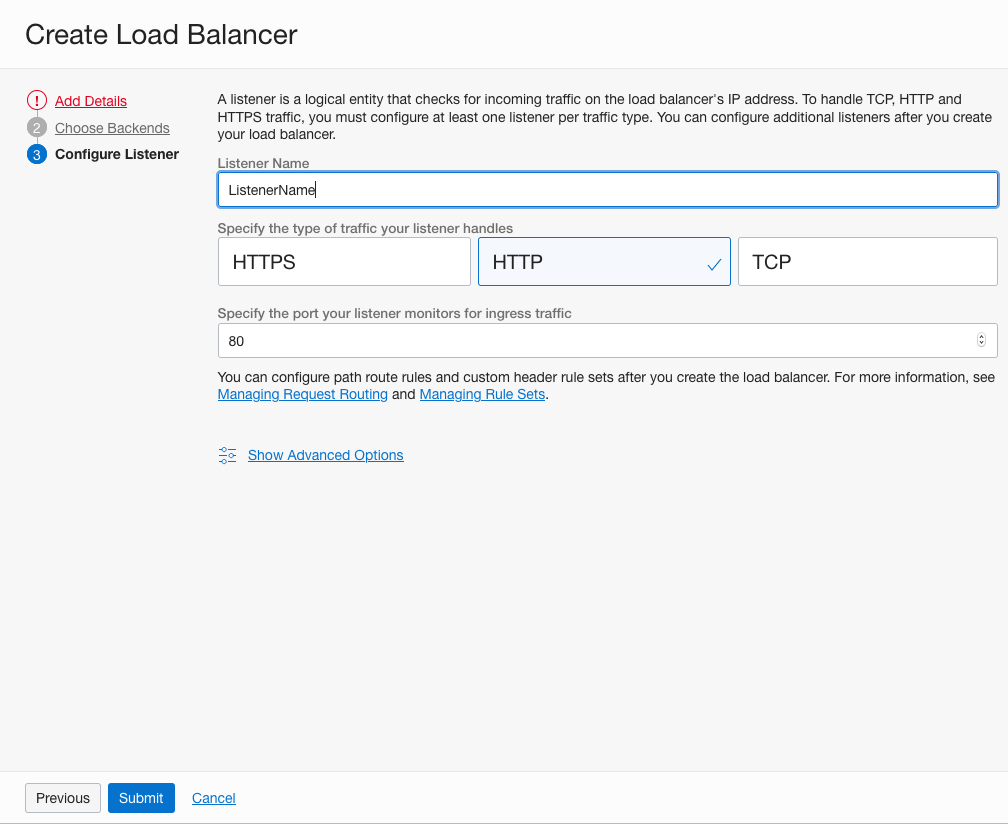 Create Load Balancer
! Add Details
2 Choose Backends
3 Configure Listener
A listener is a logical entity that checks for incoming traffic on the load balancer's IP address. To handle TCP, HTTP and
HTTPS traffic, you must configure at least one listener per traffic type. You can configure additional listeners after you create
your load balancer.
Listener Name
ListenerName
Specify the type of traffic your listener handles
HTTPS HTTP TCP
Specify the port your listener monitors for ingress traffic
80
You can configure path route rules and custom header rule sets after you create the load balancer. For more information, see
Managing Request Routing and Managing Rule Sets.
Show Advanced Options
Previous Submit Cancel